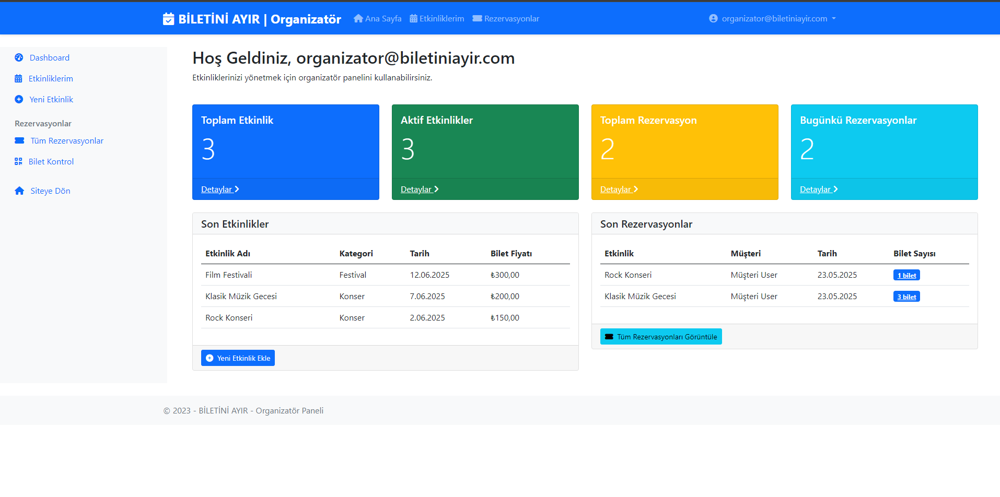 BİLETİNİ AYIR | Organizatör Ana Sayfa Etkinliklerim Rezervasyonlar organizator@biletiniayir.com
Dashboard
Etkinliklerim
Yeni Etkinlik
Rezervasyonlar
Tüm Rezervasyonlar
Bilet Kontrol
Siteye Dön
Hoş Geldiniz, organizator@biletiniayir.com
Etkinliklerinizi yönetmek için organizatör panelini kullanabilirsiniz.
Toplam Etkinlik
3
Detaylar
Aktif Etkinlikler
3
Detaylar
Toplam Rezervasyon
2
Detaylar
Bugünkü Rezervasyonlar
2
Detaylar
Son Etkinlikler
Etkinlik Adı Kategori Tarih Bilet Fiyatı
Film Festivali Festival 12.06.2025 ₺300,00
Klasik Müzik Gecesi Konser 7.06.2025 ₺200,00
Rock Konseri Konser 2.06.2025 ₺150,00
Yeni Etkinlik Ekle
Son Rezervasyonlar
Etkinlik Müşteri Tarih Bilet Sayısı
Rock Konseri Müşteri User 23.05.2025 1 bilet
Klasik Müzik Gecesi Müşteri User 23.05.2025 3 bilet
Tüm Rezervasyonları Görüntüle
© 2023 - BİLETİNİ AYIR - Organizatör Paneli